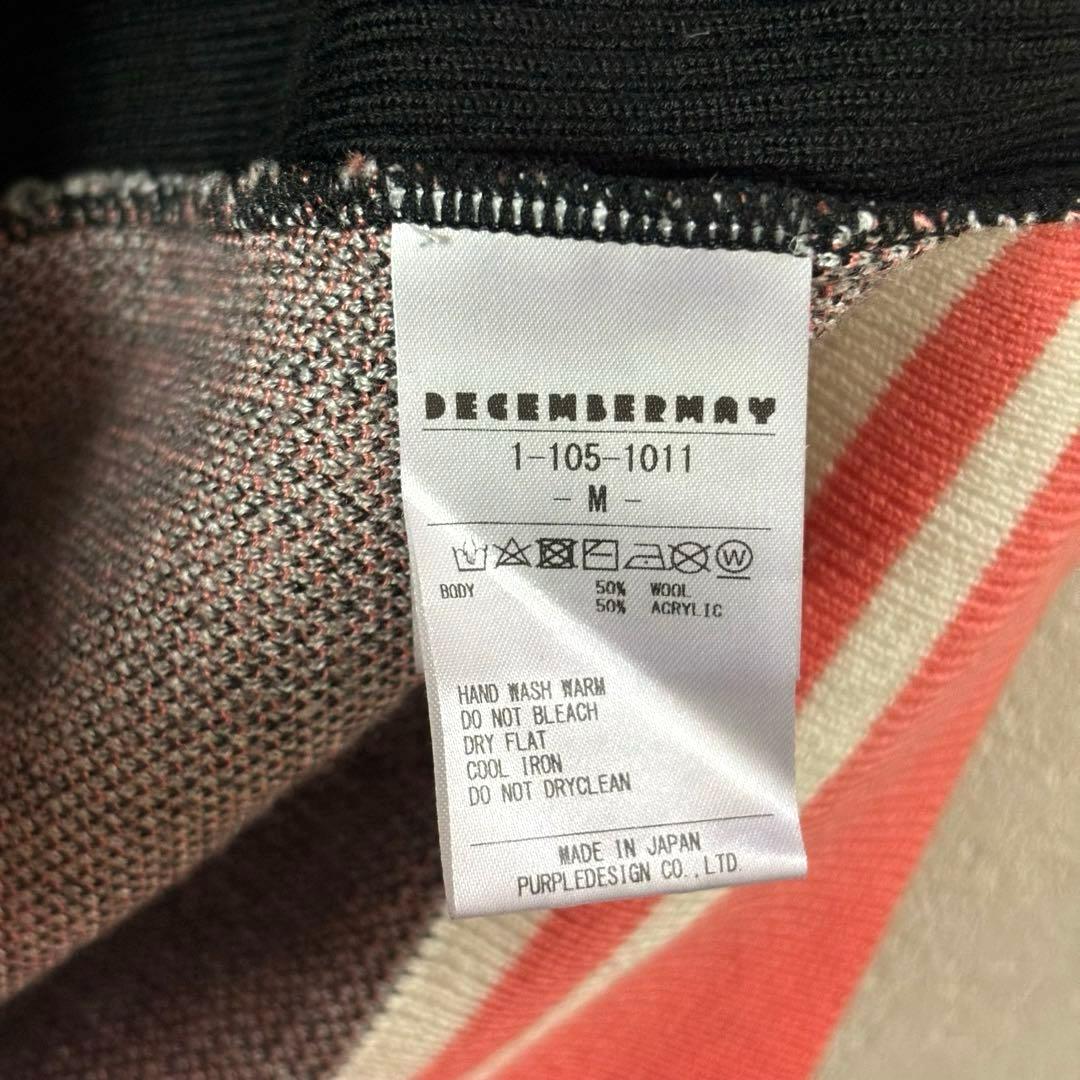 DECEMBERMAY
1-105-1011
- M -
W
BODY 50% WOOL
50% ACRYLIC
HAND WASH WARM
DO NOT BLEACH
DRY FLAT
COOL IRON
DO NOT DRYCLEAN
MADE IN JAPAN
PURPLEDESIGN CO.,LTD.